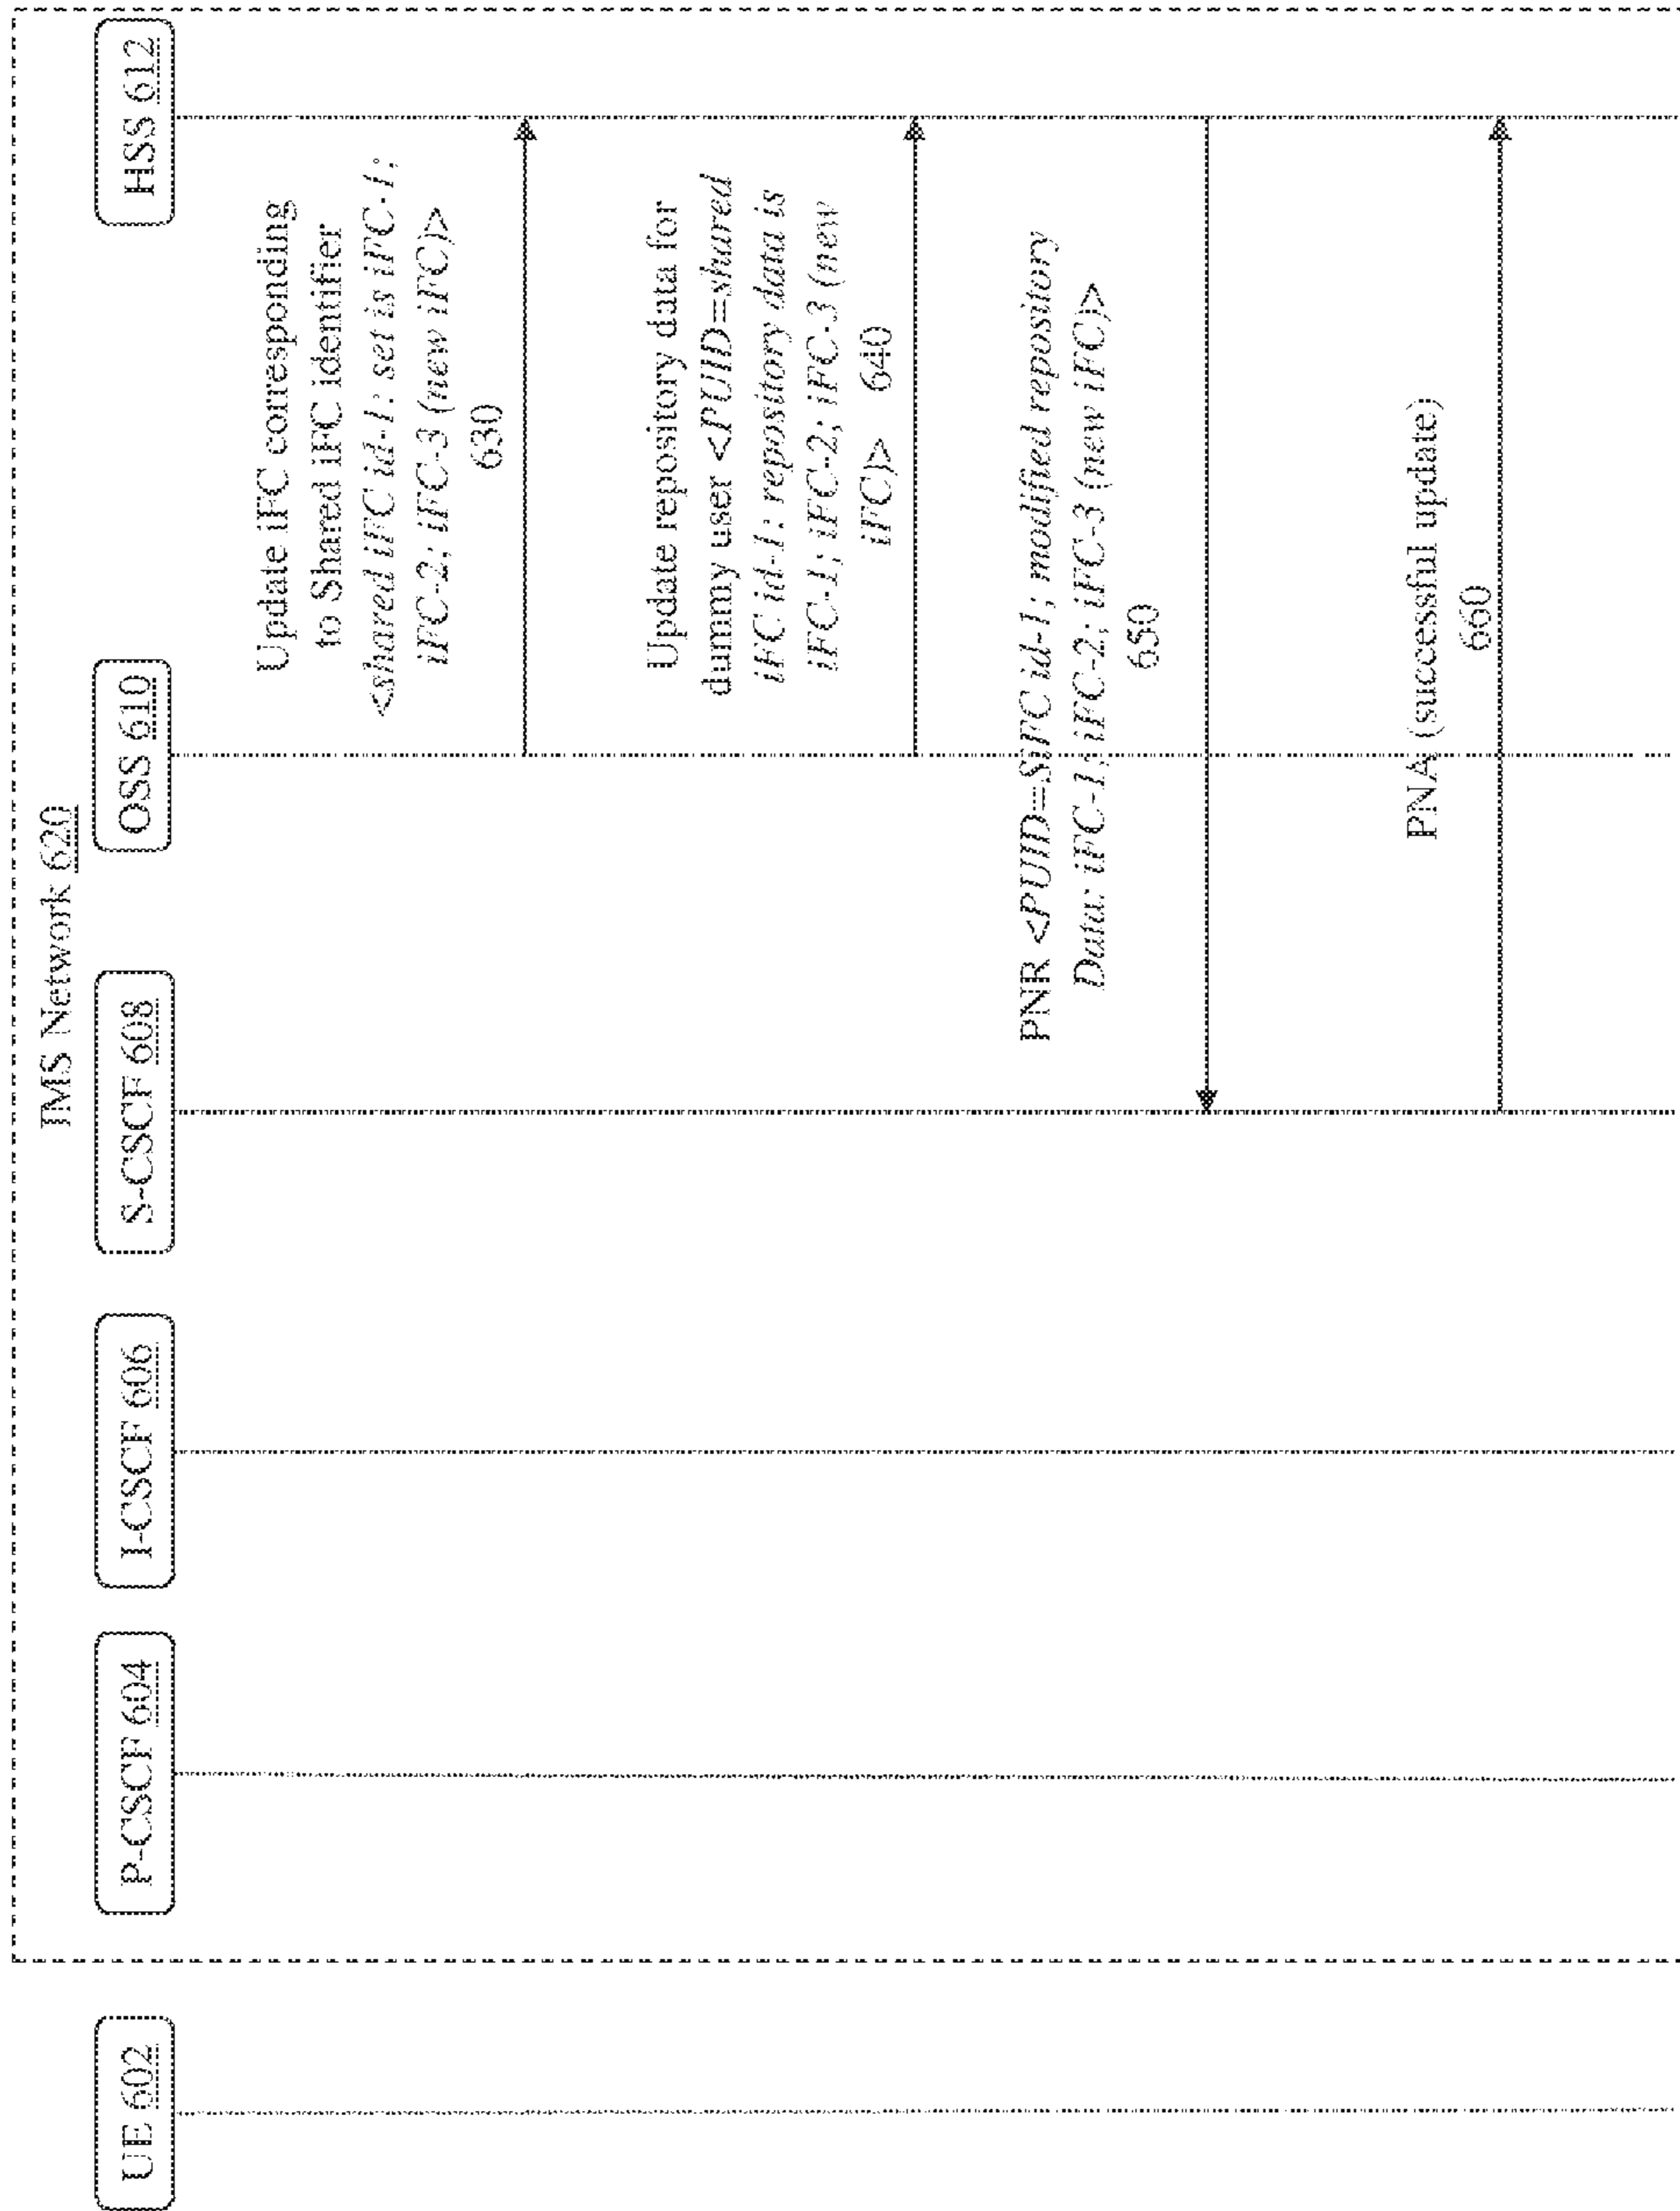 IMS Network 620
UE 602
P-CSCF 604
I-CSCF 606
S-CSCF 608
OSS 610
HSS 612
Update iFC corresponding
to Shared iFC identifier
<shared iFC id-1: set is iFC-1;
iFC-2; iFC-3 (new iFC)>
630
Update repository data for
dummy user <PUID=shared
iFC id-1: repository data is
iFC-1; iFC-2; iFC-3 (new
iFC)> 640
PNR <PUID=SiFC id-1; modified repository
Data: iFC-1; iFC-2; iFC-3 (new iFC)>
650
PNA (successful update)
660